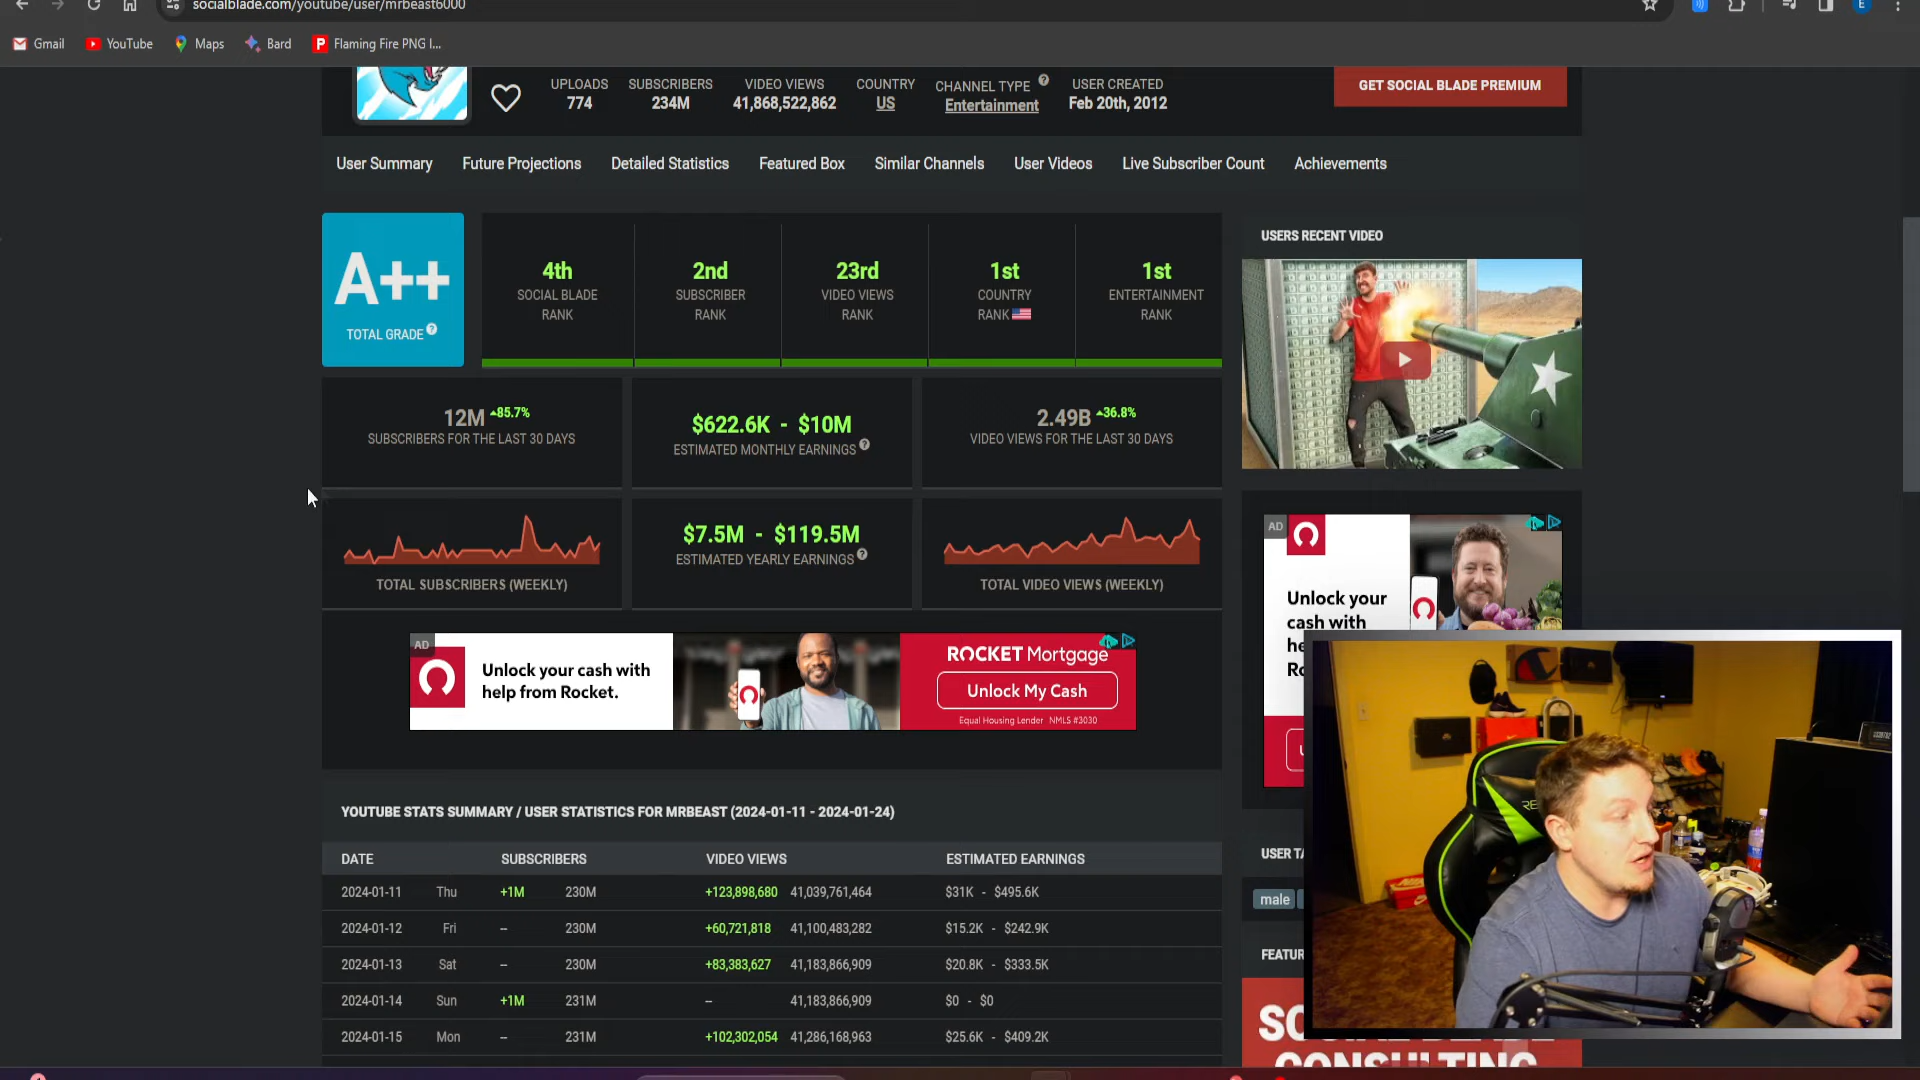 socialblade.com/youtube/user/mrbeast6000
Gmail
YouTube
Maps
Bard
Flaming Fire PNG I...
UPLOADS
774
SUBSCRIBERS
234M
VIDEO VIEWS
41,868,522,862
COUNTRY
US
CHANNEL TYPE
Entertainment
USER CREATED
Feb 20th, 2012
GET SOCIAL BLADE PREMIUM
User Summary
Future Projections
Detailed Statistics
Featured Box
Similar Channels
User Videos
Live Subscriber Count
Achievements
A++
TOTAL GRADE
4th
SOCIAL BLADE
RANK
2nd
SUBSCRIBER
RANK
23rd
VIDEO VIEWS
RANK
1st
COUNTRY
RANK
1st
ENTERTAINMENT
RANK
USERS RECENT VIDEO
12M 85.7%
SUBSCRIBERS FOR THE LAST 30 DAYS
$622.6K - $10M
ESTIMATED MONTHLY EARNINGS
2.49B 36.8%
VIDEO VIEWS FOR THE LAST 30 DAYS
TOTAL SUBSCRIBERS (WEEKLY)
$7.5M - $119.5M
ESTIMATED YEARLY EARNINGS
TOTAL VIDEO VIEWS (WEEKLY)
AD
Unlock your
cash with
he
Ro
AD
Unlock your cash with
help from Rocket.
ROCKET Mortgage
Unlock My Cash
Equal Housing Lender NMLS #3030
YOUTUBE STATS SUMMARY / USER STATISTICS FOR MRBEAST (2024-01-11 - 2024-01-24)
DATE SUBSCRIBERS VIDEO VIEWS ESTIMATED EARNINGS
2024-01-11 Thu +1M 230M +123,898,680 41,039,761,464 $31K - $495.6K
2024-01-12 Fri -- 230M +60,721,818 41,100,483,282 $15.2K - $242.9K
2024-01-13 Sat -- 230M +83,383,627 41,183,866,909 $20.8K - $333.5K
2024-01-14 Sun +1M 231M -- 41,183,866,909 $0 - $0
2024-01-15 Mon -- 231M +102,302,054 41,286,168,963 $25.6K - $409.2K
USER TA
male
FEATUR